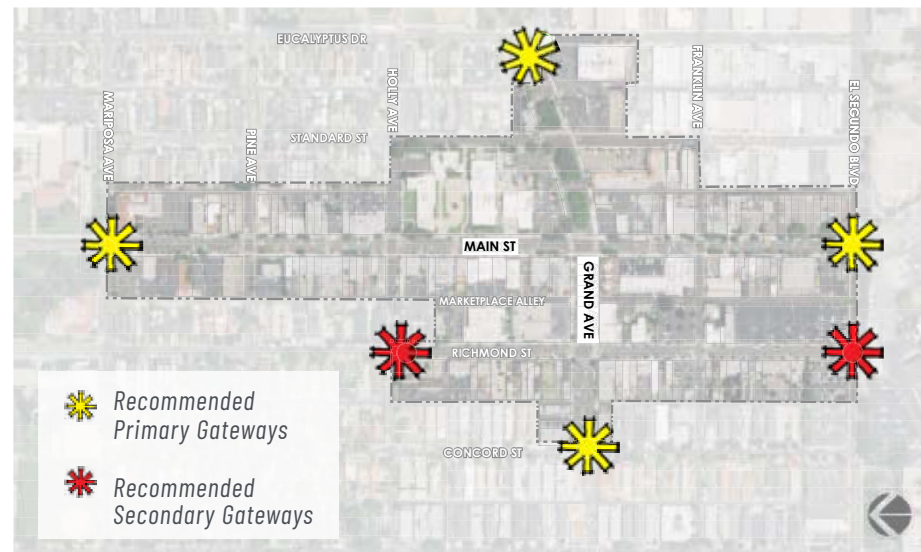 EUCALYPTUS DR
MARIPOSA AVE
PINE AVE
HOLLY AVE
FRANKLIN AVE
EL SEGUNDO BLVD
STANDARD ST
MAIN ST
GRAND AVE
MARKETPLACE ALLEY
RICHMOND ST
CONCORD ST
Recommended
Primary Gateways
Recommended
Secondary Gateways